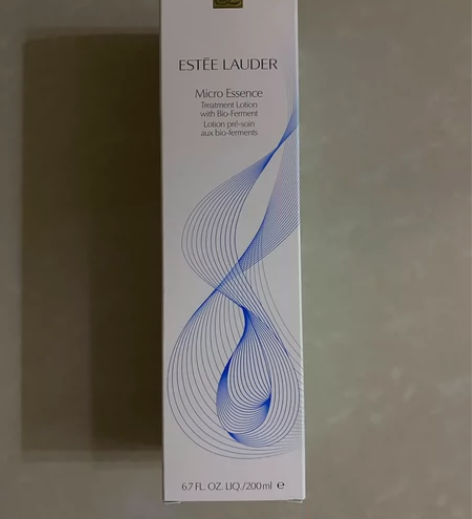 ESTĒE LAUDER
Micro Essence
Treatment Lotion
with Bio-Ferment
Lotion pré-soin
aux bio-ferments
6.7 FL. OZ. LIQ./200 ml ℮